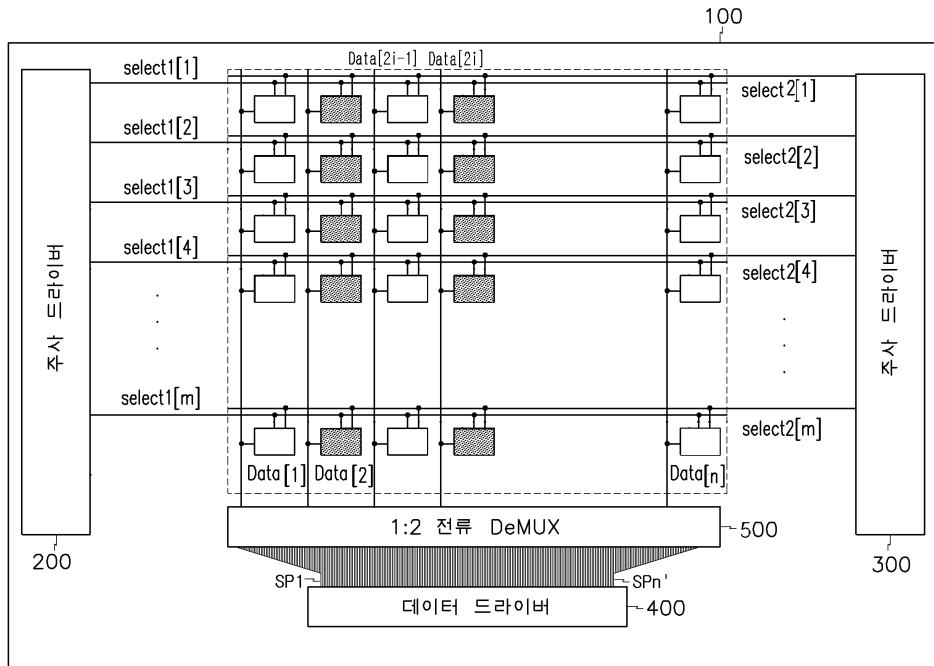 100
Data[2i-1] Data[2i]
select1[1]
select2[1]
select1[2]
select2[2]
select1[3]
select2[3]
select1[4]
select2[4]
주사 드라이버
주사 드라이버
select1[m]
select2[m]
Data[1] Data[2] Data[n]
1:2 전류 DeMUX
500
200
300
SP1
SPn'
데이터 드라이버
400